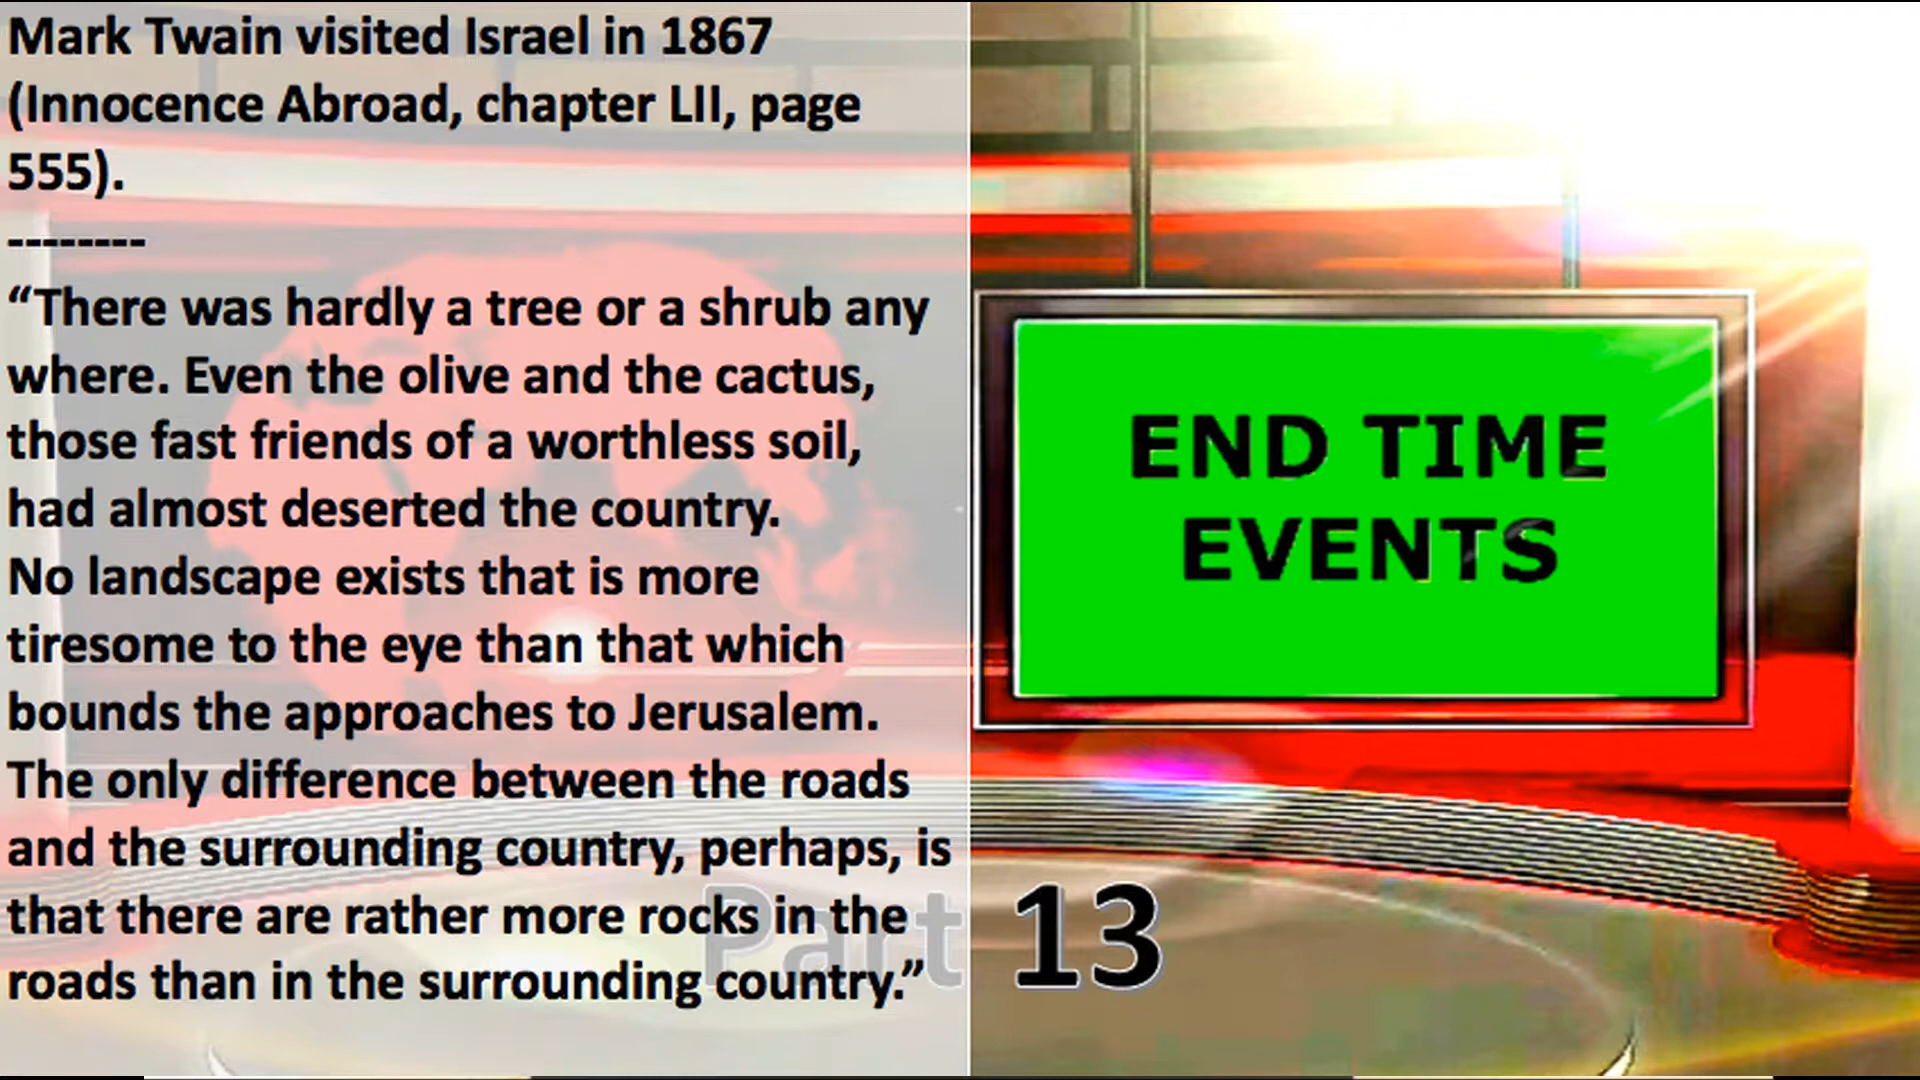 Mark Twain visited Israel in 1867
(Innocence Abroad, chapter LII, page
555).
--------
“There was hardly a tree or a shrub any
where. Even the olive and the cactus,
those fast friends of a worthless soil,
had almost deserted the country.
No landscape exists that is more
tiresome to the eye than that which
bounds the approaches to Jerusalem.
The only difference between the roads
and the surrounding country, perhaps, is
that there are rather more rocks in the
roads than in the surrounding country.”
END TIME
EVENTS
Part 13